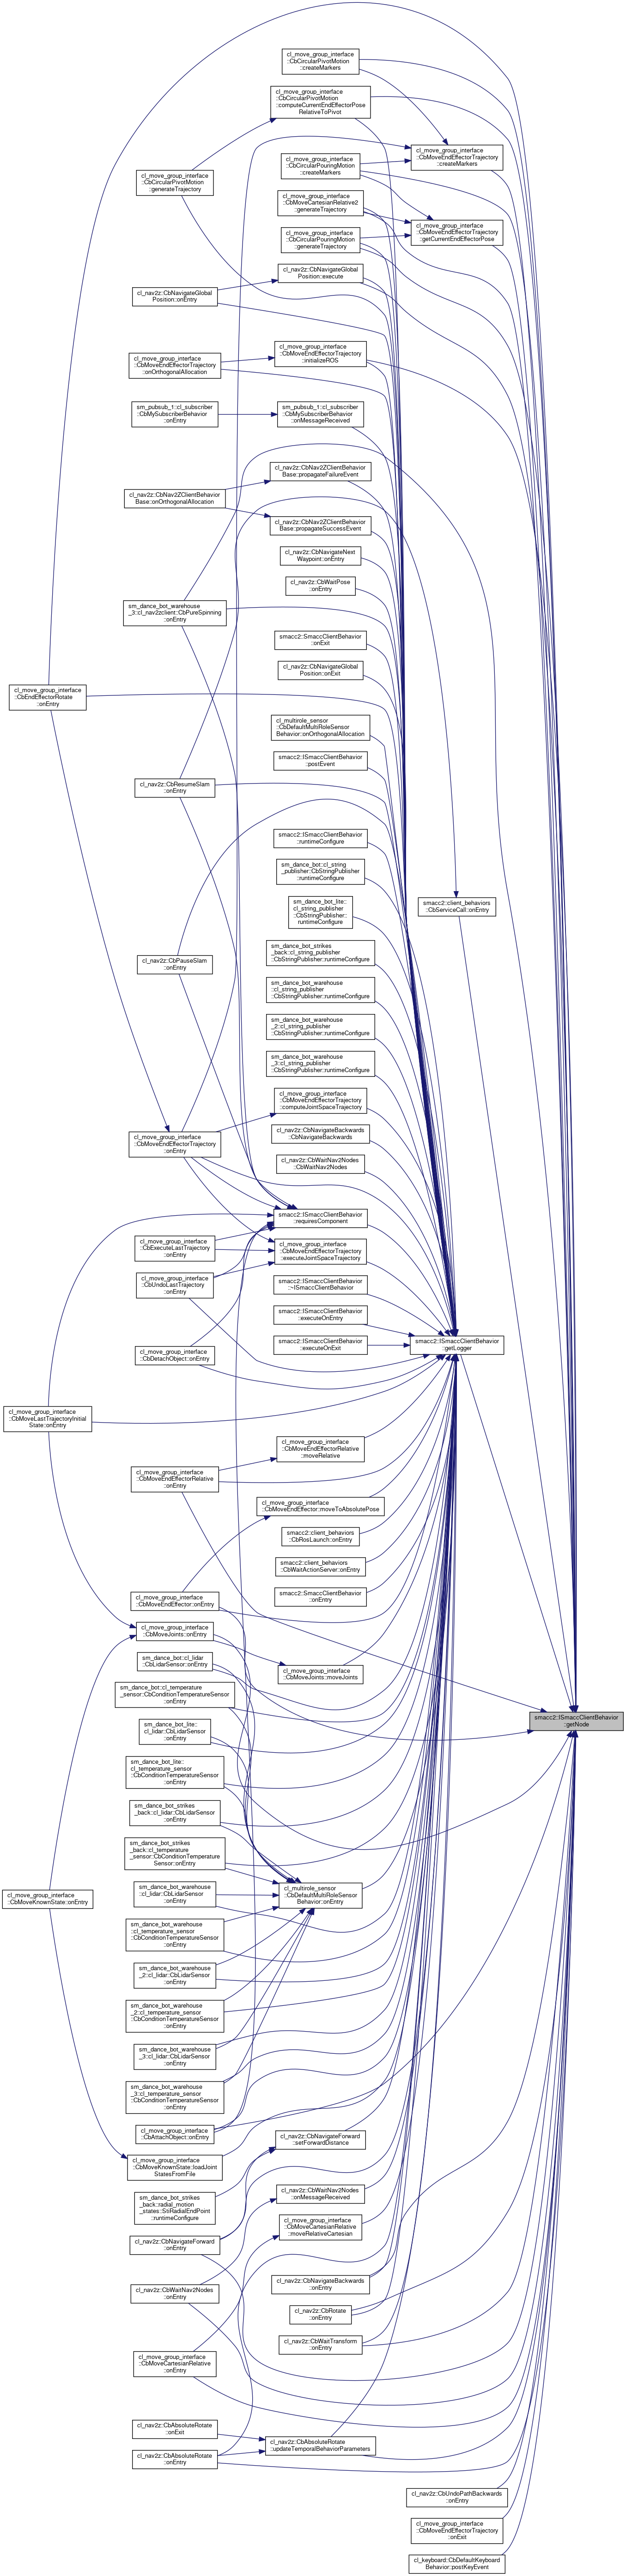 cl_move_group_interface
::CbCircularPivotMotion
::createMarkers
cl_move_group_interface
::CbCircularPivotMotion
::computeCurrentEndEffectorPose
RelativeToPivot
cl_move_group_interface
::CbMoveEndEffectorTrajectory
::createMarkers
cl_move_group_interface
::CbCircularPouringMotion
::createMarkers
cl_move_group_interface
::CbCircularPivotMotion
::generateTrajectory
cl_move_group_interface
::CbMoveCartesianRelative2
::generateTrajectory
cl_move_group_interface
::CbMoveEndEffectorTrajectory
::getCurrentEndEffectorPose
cl_move_group_interface
::CbCircularPouringMotion
::generateTrajectory
cl_nav2z::CbNavigateGlobal
Position::execute
cl_nav2z::CbNavigateGlobal
Position::onEntry
cl_move_group_interface
::CbMoveEndEffectorTrajectory
::initializeROS
cl_move_group_interface
::CbMoveEndEffectorTrajectory
::onOrthogonalAllocation
sm_pubsub_1::cl_subscriber
::CbMySubscriberBehavior
::onEntry
sm_pubsub_1::cl_subscriber
::CbMySubscriberBehavior
::onMessageReceived
cl_nav2z::CbNav2ZClientBehavior
Base::propagateFailureEvent
cl_nav2z::CbNav2ZClientBehavior
Base::onOrthogonalAllocation
cl_nav2z::CbNav2ZClientBehavior
Base::propagateSuccessEvent
cl_nav2z::CbNavigateNext
Waypoint::onEntry
cl_nav2z::CbWaitPose
::onEntry
sm_dance_bot_warehouse
_3::cl_nav2zclient::CbPureSpinning
::onEntry
smacc2::SmaccClientBehavior
::onExit
cl_nav2z::CbNavigateGlobal
Position::onExit
cl_move_group_interface
::CbEndEffectorRotate
::onEntry
cl_multirole_sensor
::CbDefaultMultiRoleSensor
Behavior::onOrthogonalAllocation
smacc2::ISmaccClientBehavior
::postEvent
cl_nav2z::CbResumeSlam
::onEntry
smacc2::ISmaccClientBehavior
::runtimeConfigure
sm_dance_bot::cl_string
_publisher::CbStringPublisher
::runtimeConfigure
sm_dance_bot_lite::
cl_string_publisher
::CbStringPublisher::
runtimeConfigure
smacc2::client_behaviors
::CbServiceCall::onEntry
sm_dance_bot_strikes
_back::cl_string_publisher
::CbStringPublisher::runtimeConfigure
cl_nav2z::CbPauseSlam
::onEntry
sm_dance_bot_warehouse
::cl_string_publisher
::CbStringPublisher::runtimeConfigure
sm_dance_bot_warehouse
_2::cl_string_publisher
::CbStringPublisher::runtimeConfigure
sm_dance_bot_warehouse
_3::cl_string_publisher
::CbStringPublisher::runtimeConfigure
cl_move_group_interface
::CbMoveEndEffectorTrajectory
::computeJointSpaceTrajectory
cl_move_group_interface
::CbMoveEndEffectorTrajectory
::onEntry
cl_nav2z::CbNavigateBackwards
::CbNavigateBackwards
cl_nav2z::CbWaitNav2Nodes
::CbWaitNav2Nodes
smacc2::ISmaccClientBehavior
::requiresComponent
cl_move_group_interface
::CbExecuteLastTrajectory
::onEntry
cl_move_group_interface
::CbMoveEndEffectorTrajectory
::executeJointSpaceTrajectory
cl_move_group_interface
::CbUndoLastTrajectory
::onEntry
smacc2::ISmaccClientBehavior
::~ISmaccClientBehavior
smacc2::ISmaccClientBehavior
::executeOnEntry
smacc2::ISmaccClientBehavior
::executeOnExit
smacc2::ISmaccClientBehavior
::getLogger
cl_move_group_interface
::CbDetachObject::onEntry
cl_move_group_interface
::CbMoveLastTrajectoryInitial
State::onEntry
cl_move_group_interface
::CbMoveEndEffectorRelative
::moveRelative
cl_move_group_interface
::CbMoveEndEffectorRelative
::onEntry
cl_move_group_interface
::CbMoveEndEffector::moveToAbsolutePose
smacc2::client_behaviors
::CbRosLaunch::onEntry
smacc2::client_behaviors
::CbWaitActionServer::onEntry
smacc2::SmaccClientBehavior
::onEntry
cl_move_group_interface
::CbMoveEndEffector::onEntry
cl_move_group_interface
::CbMoveJoints::onEntry
sm_dance_bot::cl_lidar
::CbLidarSensor::onEntry
cl_move_group_interface
::CbMoveJoints::moveJoints
sm_dance_bot::cl_temperature
_sensor::CbConditionTemperatureSensor
::onEntry
smacc2::ISmaccClientBehavior
::getNode
sm_dance_bot_lite::
cl_lidar::CbLidarSensor
::onEntry
sm_dance_bot_lite::
cl_temperature_sensor
::CbConditionTemperatureSensor
::onEntry
sm_dance_bot_strikes
_back::cl_lidar::CbLidarSensor
::onEntry
sm_dance_bot_strikes
_back::cl_temperature
_sensor::CbConditionTemperature
Sensor::onEntry
cl_move_group_interface
::CbMoveKnownState::onEntry
sm_dance_bot_warehouse
::cl_lidar::CbLidarSensor
::onEntry
cl_multirole_sensor
::CbDefaultMultiRoleSensor
Behavior::onEntry
sm_dance_bot_warehouse
::cl_temperature_sensor
::CbConditionTemperatureSensor
::onEntry
sm_dance_bot_warehouse
_2::cl_lidar::CbLidarSensor
::onEntry
sm_dance_bot_warehouse
_2::cl_temperature_sensor
::CbConditionTemperatureSensor
::onEntry
sm_dance_bot_warehouse
_3::cl_lidar::CbLidarSensor
::onEntry
sm_dance_bot_warehouse
_3::cl_temperature_sensor
::CbConditionTemperatureSensor
::onEntry
cl_move_group_interface
::CbAttachObject::onEntry
cl_nav2z::CbNavigateForward
::setForwardDistance
cl_move_group_interface
::CbMoveKnownState::loadJoint
StatesFromFile
sm_dance_bot_strikes
_back::radial_motion
_states::StiRadialEndPoint
::runtimeConfigure
cl_nav2z::CbWaitNav2Nodes
::onMessageReceived
cl_move_group_interface
::CbMoveCartesianRelative
::moveRelativeCartesian
cl_nav2z::CbNavigateForward
::onEntry
cl_nav2z::CbNavigateBackwards
::onEntry
cl_nav2z::CbWaitNav2Nodes
::onEntry
cl_nav2z::CbRotate
::onEntry
cl_nav2z::CbWaitTransform
::onEntry
cl_move_group_interface
::CbMoveCartesianRelative
::onEntry
cl_nav2z::CbAbsoluteRotate
::onExit
cl_nav2z::CbAbsoluteRotate
::updateTemporalBehaviorParameters
cl_nav2z::CbAbsoluteRotate
::onEntry
cl_nav2z::CbUndoPathBackwards
::onEntry
cl_move_group_interface
::CbMoveEndEffectorTrajectory
::onExit
cl_keyboard::CbDefaultKeyboard
Behavior::postKeyEvent